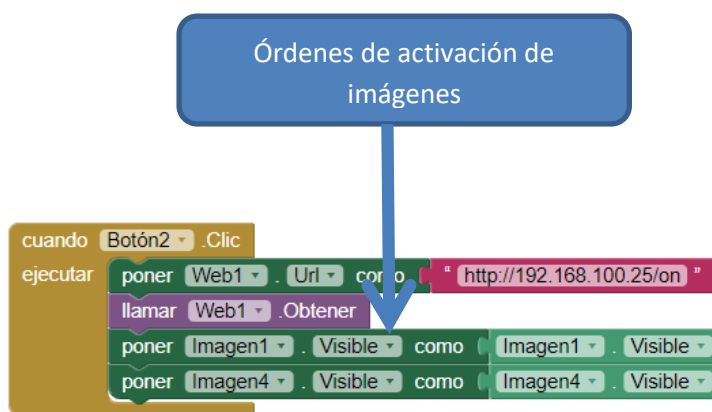 Órdenes de activación de
imágenes
cuando Botón2 .Clic
ejecutar poner Web1 . Url como " http://192.168.100.25/on "
llamar Web1 .Obtener
poner Imagen1 . Visible como Imagen1 . Visible
poner Imagen4 . Visible como Imagen4 . Visible